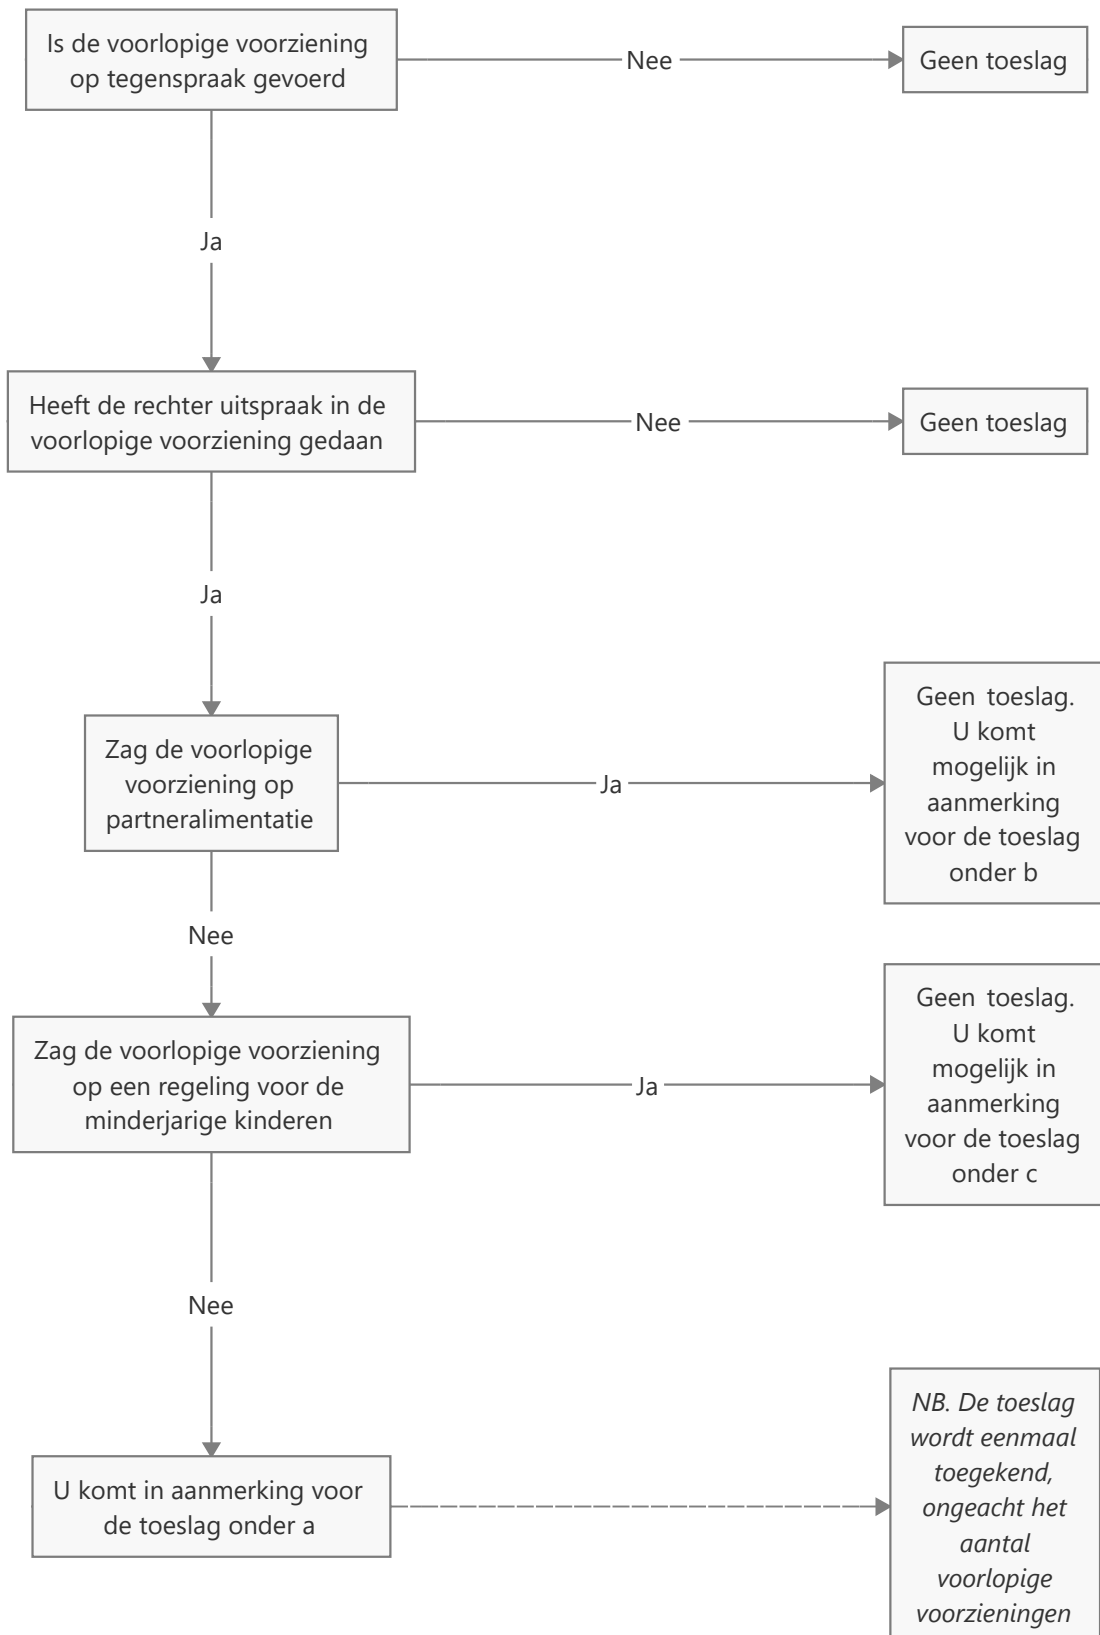 Is de voorlopige voorziening
op tegenspraak gevoerd
Nee
Geen toeslag
Ja
Heeft de rechter uitspraak in de
voorlopige voorziening gedaan
Nee
Geen toeslag
Ja
Zag de voorlopige
voorziening op
partneralimentatie
Ja
Geen toeslag.
U komt
mogelijk in
aanmerking
voor de toeslag
onder b
Nee
Zag de voorlopige voorziening
op een regeling voor de
minderjarige kinderen
Ja
Geen toeslag.
U komt
mogelijk in
aanmerking
voor de toeslag
onder c
Nee
U komt in aanmerking voor
de toeslag onder a
NB. De toeslag
wordt eenmaal
toegekend,
ongeacht het
aantal
voorlopige
voorzieningen